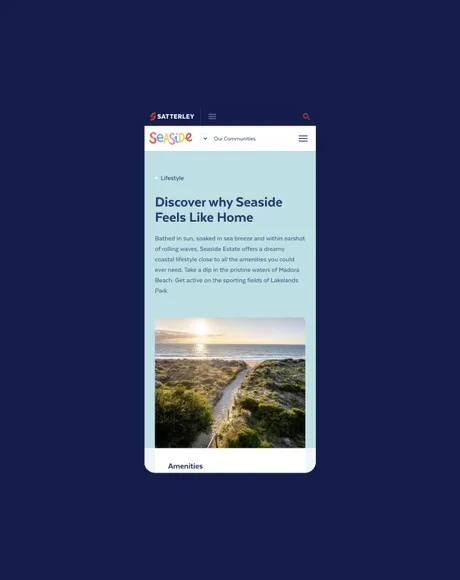 SATTERLEY
Seaside
Our Communities
Lifestyle
Discover why Seaside
Feels Like Home
Bathed in sun, soaked in sea breeze and within earshot
of rolling waves, Seaside Estate offers a dreamy
coastal lifestyle close to all the amenities you could
ever need. Take a dip in the pristine waters of Madora
Beach. Get active on the sporting fields of Lakelands
Park.
Amenities